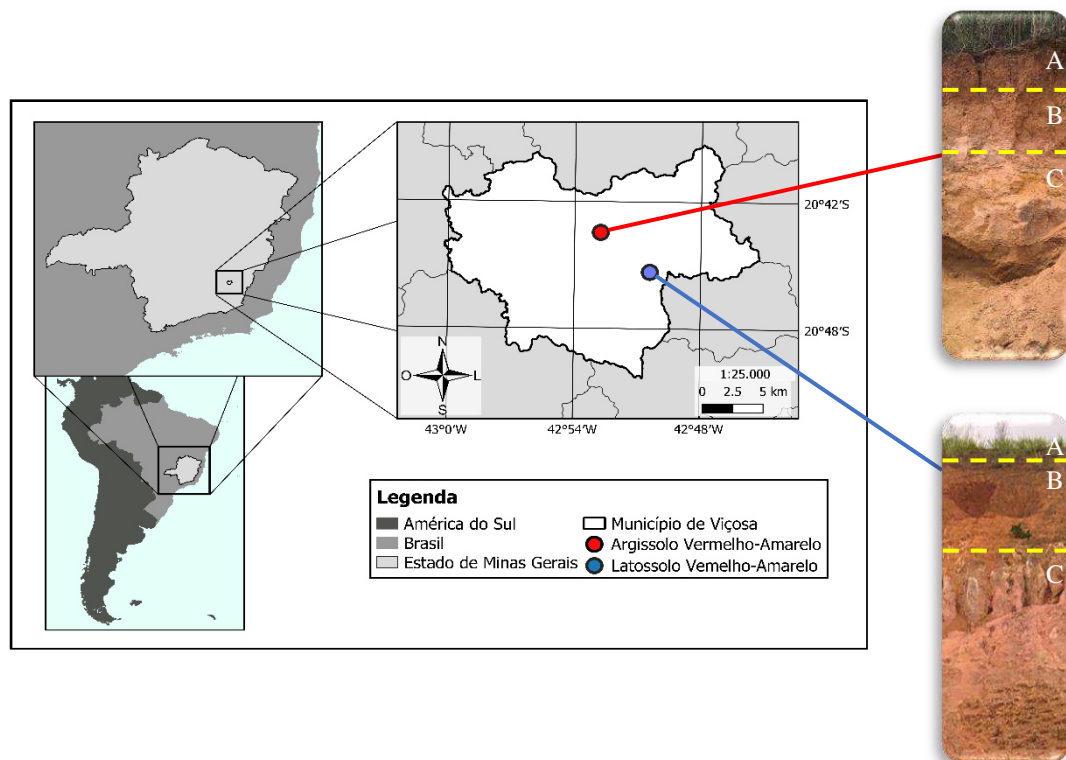 A
B
C
20°42'S
20°48'S
N
O
L
S
1:25.000
0 2.5 5 km
43°0'W
42°54'W
42°48'W
Legenda
América do Sul
Brasil
Estado de Minas Gerais
Município de Viçosa
Argissolo Vermelho-Amarelo
Latossolo Vemelho-Amarelo
A
B
C